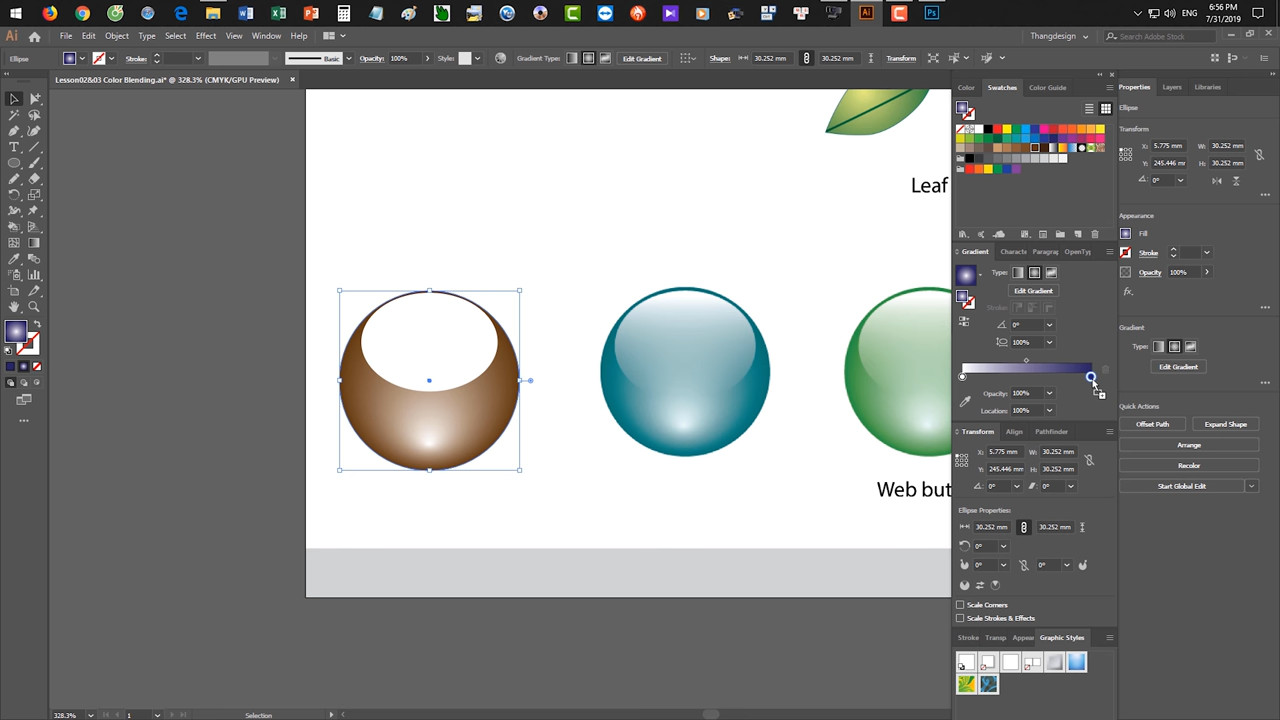 ENG
6:56 PM
7/31/2019
File Edit Object Type Select Effect View Window Help
Thangdesign
Search Adobe Stock
Ellipse
Stroke:
Basic
Opacity: 100%
Style:
Gradient Type:
Edit Gradient
Shape: 30.252 mm
30.252 mm
Transform
Lesson02&03 Color Blending.ai* @ 328.3% (CMYK/GPU Preview)
Color Swatches Color Guide
Properties Layers Libraries
Ellipse
Transform
X: 5.775 mm W: 30.252 mm
Y: 245.446 mm H: 30.252 mm
0°
Leaf
Appearance
Fill
Stroke
Opacity 100%
Gradient
Type:
Edit Gradient
Quick Actions
Offset Path Expand Shape
Arrange
Recolor
Start Global Edit
Gradient Characte Paragra OpenTyp
Type:
Edit Gradient
Stroke:
0°
100%
Opacity: 100%
Location: 100%
Transform Align Pathfinder
X: 5.775 mm W: 30.252 mm
Y: 245.446 mm H: 30.252 mm
0° 0°
Web but
Ellipse Properties:
30.252 mm 30.252 mm
0°
0° 0°
Scale Corners
Scale Strokes & Effects
Stroke Transp Appea Graphic Styles
328.3% 1 Selection